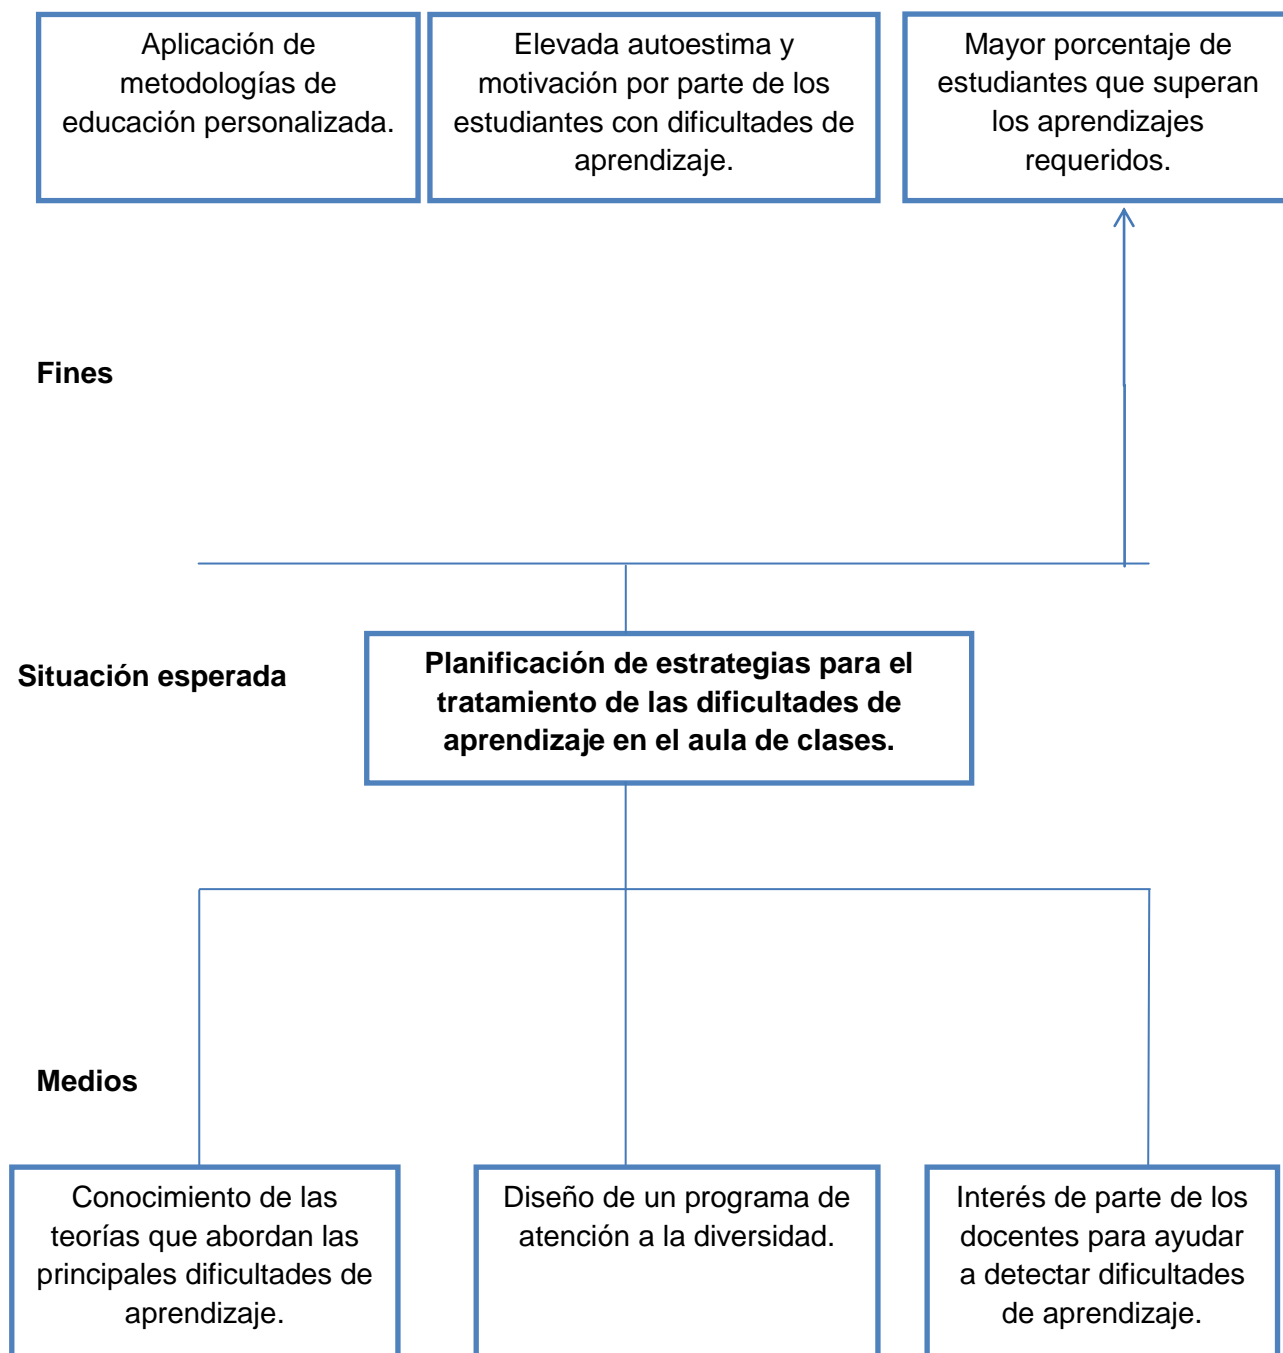 Aplicación de
metodologías de
educación personalizada.
Elevada autoestima y
motivación por parte de los
estudiantes con dificultades de
aprendizaje.
Mayor porcentaje de
estudiantes que superan
los aprendizajes
requeridos.
Fines
Situación esperada
Planificación de estrategias para el
tratamiento de las dificultades de
aprendizaje en el aula de clases.
Medios
Conocimiento de las
teorías que abordan las
principales dificultades de
aprendizaje.
Diseño de un programa de
atención a la diversidad.
Interés de parte de los
docentes para ayudar
a detectar dificultades
de aprendizaje.